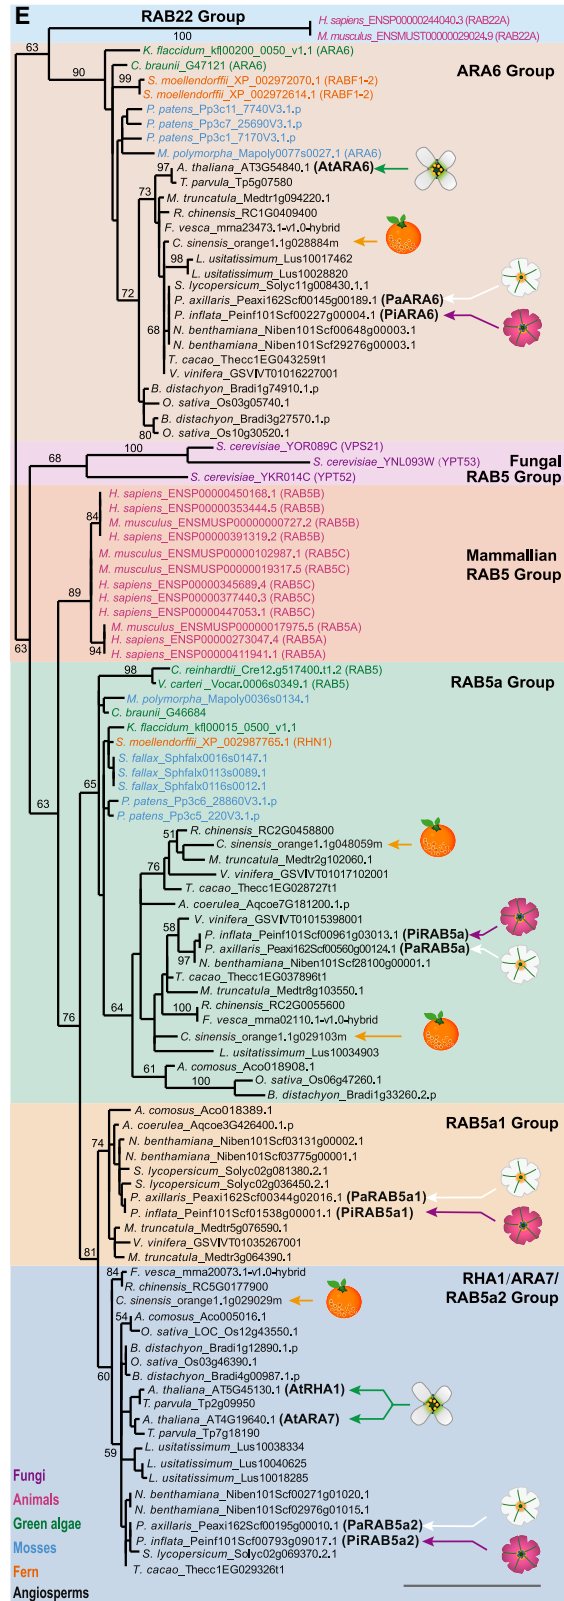 E
RAB22 Group
H. sapiens_ENSP00000244040.3 (RAB22A)
100
M. musculus_ENSMUST00000029024.9 (RAB22A)
63
K. flaccidum_kfl00200_0050_v1.1 (ARA6)
ARA6 Group
C. braunii_G47121 (ARA6)
90
99
S. moellendorffii_XP_002972070.1 (RABF1-2)
S. moellendorffii_XP_002972614.1 (RABF1-2)
P. patens_Pp3c11_7740V3.1.p
P. patens_Pp3c7_25690V3.1.p
P. patens_Pp3c1_7170V3.1.p
M. polymorpha_Mapoly0077s0027.1 (ARA6)
97
A. thaliana_AT3G54840.1 (AtARA6)
T. parvula_Tp5g07580
73
M. truncatula_Medtr1g094220.1
R. chinensis_RC1G0409400
F. vesca_mrna23473.1-v1.0-hybrid
C. sinensis_orange1.1g028884m
98
L. usitatissimum_Lus10017462
L. usitatissimum_Lus10028820
S. lycopersicum_Solyc11g008430.1.1
72
P. axillaris_Peaxi162Scf00145g00189.1 (PaARA6)
P. inflata_Peinf101Scf00227g00004.1 (PiARA6)
68
N. benthamiana_Niben101Scf00648g00003.1
N. benthamiana_Niben101Scf29276g00003.1
T. cacao_Thecc1EG043259t1
V. vinifera_GSVIVT01016227001
B. distachyon_Bradi1g74910.1.p
O. sativa_Os03g05740.1
B. distachyon_Bradi3g27570.1.p
80
O. sativa_Os10g30520.1
100
S. cerevisiae_YOR089C (VPS21)
68
S. cerevisiae_YNL093W (YPT53)
Fungal
S. cerevisiae_YKR014C (YPT52)
RAB5 Group
H. sapiens_ENSP00000450168.1 (RAB5B)
H. sapiens_ENSP00000353444.5 (RAB5B)
84
M. musculus_ENSMUSP00000000727.2 (RAB5B)
H. sapiens_ENSP00000391319.2 (RAB5B)
M. musculus_ENSMUSP00000102987.1 (RAB5C)
Mammallian
M. musculus_ENSMUSP00000019317.5 (RAB5C)
RAB5 Group
H. sapiens_ENSP00000345689.4 (RAB5C)
89
H. sapiens_ENSP00000377440.3 (RAB5C)
H. sapiens_ENSP00000447053.1 (RAB5C)
M. musculus_ENSMUSP00000017975.5 (RAB5A)
63
H. sapiens_ENSP00000273047.4 (RAB5A)
94
H. sapiens_ENSP00000411941.1 (RAB5A)
98
C. reinhardtii_Cre12.g517400.t1.2 (RAB5)
RAB5a Group
V. carteri_Vocar.0006s0349.1 (RAB5)
M. polymorpha_Mapoly0036s0134.1
C. braunii_G46684
K. flaccidum_kfl00015_0500_v1.1
S. moellendorffii_XP_002987765.1 (RHN1)
S. fallax_Sphfalx0016s0147.1
S. fallax_Sphfalx0113s0089.1
65
S. fallax_Sphfalx0116s0012.1
63
P. patens_Pp3c6_28860V3.1.p
P. patens_Pp3c5_220V3.1.p
51
R. chinensis_RC2G0458800
C. sinensis_orange1.1g048059m
M. truncatula_Medtr2g102060.1
76
V. vinifera_GSVIVT01017102001
T. cacao_Thecc1EG028727t1
A. coerulea_Aqcoe7G181200.1.p
V. vinifera_GSVIVT01015398001
58
P. inflata_Peinf101Scf00961g03013.1 (PiRAB5a)
P. axillaris_Peaxi162Scf00560g00124.1 (PaRAB5a)
97
N. benthamiana_Niben101Scf28100g00001.1
T. cacao_Thecc1EG037896t1
M. truncatula_Medtr8g103550.1
64
100
R. chinensis_RC2G0055600
76
F. vesca_mrna02110.1-v1.0-hybrid
C. sinensis_orange1.1g029103m
L. usitatissimum_Lus10034903
61
A. comosus_Aco018908.1
100
O. sativa_Os06g47260.1
B. distachyon_Bradi1g33260.2.p
A. comosus_Aco018389.1
RAB5a1 Group
A. coerulea_Aqcoe3G426400.1.p
74
N. benthamiana_Niben101Scf03131g00002.1
N. benthamiana_Niben101Scf03775g00001.1
S. lycopersicum_Solyc02g081380.2.1
S. lycopersicum_Solyc02g036450.2.1
P. axillaris_Peaxi162Scf00344g02016.1 (PaRAB5a1)
P. inflata_Peinf101Scf01538g00001.1 (PiRAB5a1)
M. truncatula_Medtr5g076590.1
V. vinifera_GSVIVT01035267001
81
M. truncatula_Medtr3g064390.1
84
F. vesca_mrna20073.1-v1.0-hybrid
RHA1/ARA7/
R. chinensis_RC5G0177900
RAB5a2 Group
C. sinensis_orange1.1g029029m
54
A. comosus_Aco005016.1
O. sativa_LOC_Os12g43550.1
B. distachyon_Bradi1g12890.1.p
O. sativa_Os03g46390.1
60
B. distachyon_Bradi4g00987.1.p
A. thaliana_AT5G45130.1 (AtRHA1)
T. parvula_Tp2g09950
A. thaliana_AT4G19640.1 (AtARA7)
T. parvula_Tp7g18190
59
L. usitatissimum_Lus10038334
L. usitatissimum_Lus10040625
Fungi
L. usitatissimum_Lus10018285
Animals
N. benthamiana_Niben101Scf00271g01020.1
N. benthamiana_Niben101Scf02976g01015.1
Green algae
P. axillaris_Peaxi162Scf00195g00010.1 (PaRAB5a2)
Mosses
P. inflata_Peinf101Scf00793g09017.1 (PiRAB5a2)
S. lycopersicum_Solyc02g069370.2.1
Fern
T. cacao_Thecc1EG029326t1
Angiosperms